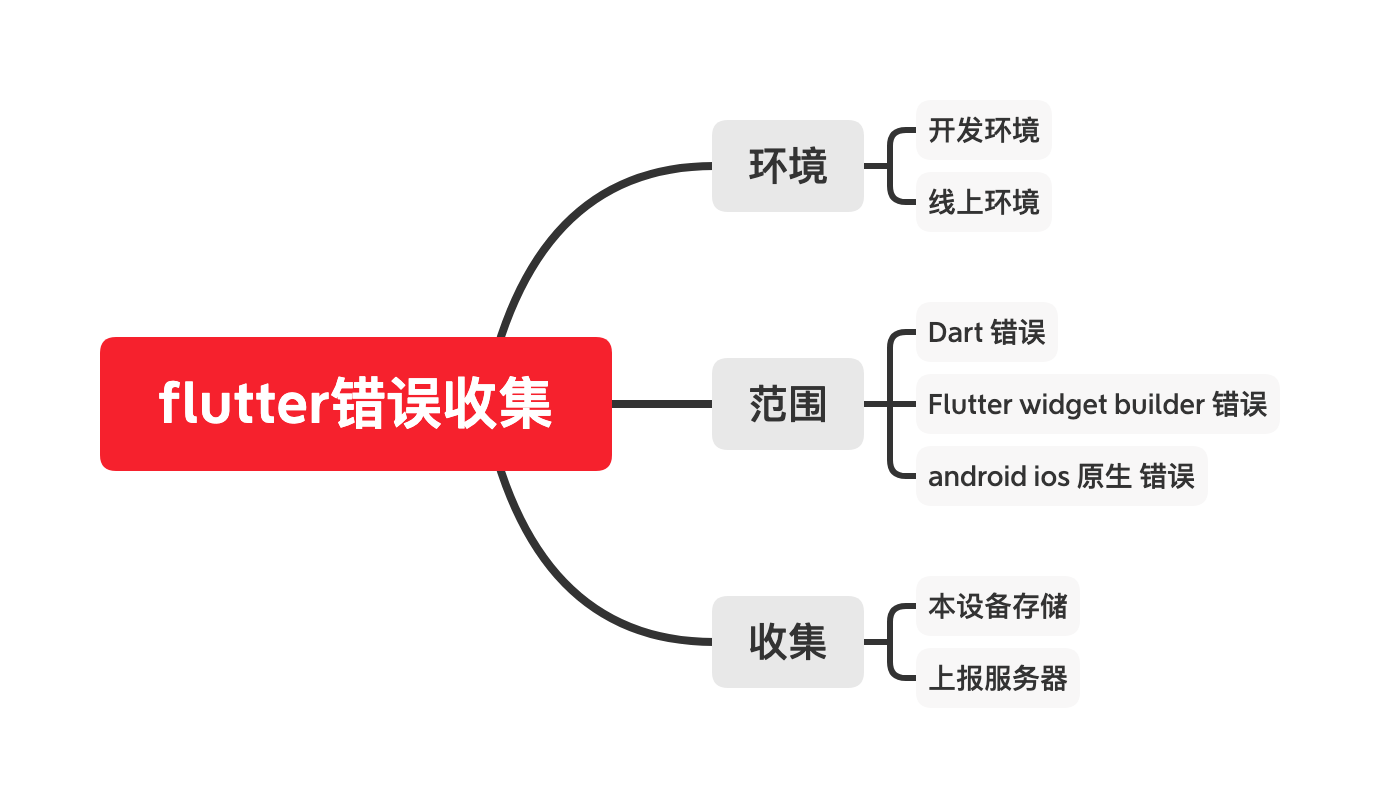 flutter错误收集
环境
开发环境
线上环境
范围
Dart 错误
Flutter widget builder 错误
android ios 原生 错误
收集
本设备存储
上报服务器